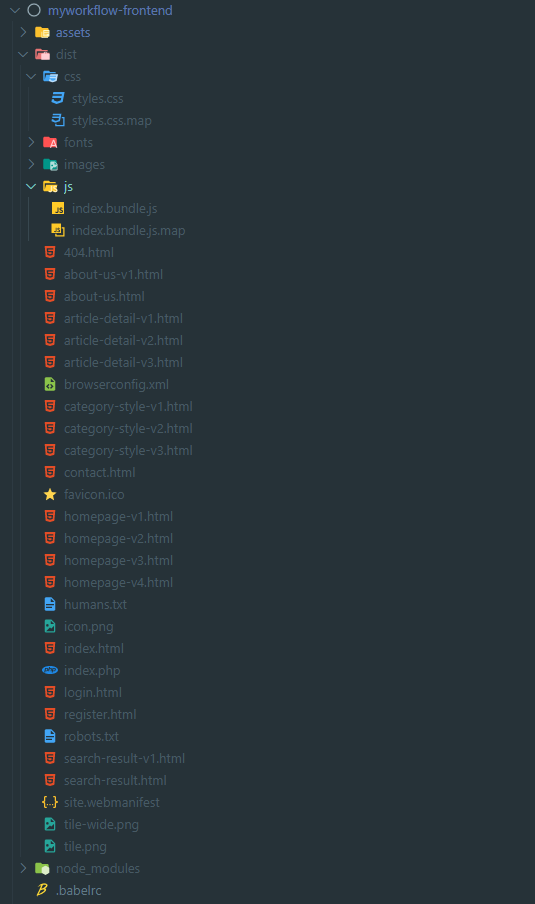 myworkflow-frontend
assets
dist
css
styles.css
styles.css.map
fonts
images
js
index.bundle.js
index.bundle.js.map
404.html
about-us-v1.html
about-us.html
article-detail-v1.html
article-detail-v2.html
article-detail-v3.html
browserconfig.xml
category-style-v1.html
category-style-v2.html
category-style-v3.html
contact.html
favicon.ico
homepage-v1.html
homepage-v2.html
homepage-v3.html
homepage-v4.html
humans.txt
icon.png
index.html
index.php
login.html
register.html
robots.txt
search-result-v1.html
search-result.html
site.webmanifest
tile-wide.png
tile.png
node_modules
.babelrc